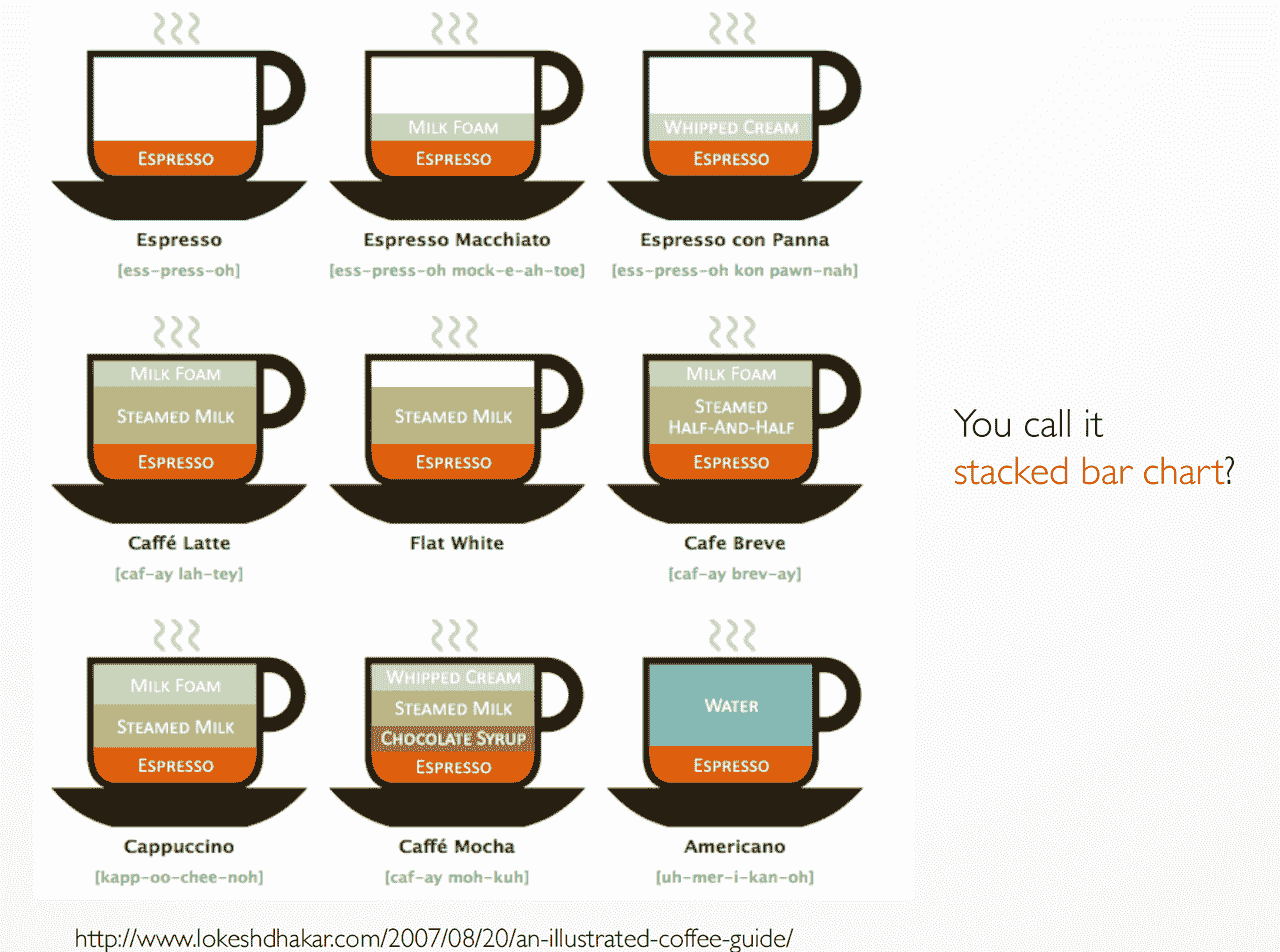 ESPRESSO
Espresso
[ess-press-oh]
MILK FOAM
ESPRESSO
Espresso Macchiato
[ess-press-oh mock-e-ah-toe]
WHIPPED CREAM
ESPRESSO
Espresso con Panna
[ess-press-oh kon pawn-nah]
MILK FOAM
STEAMED MILK
ESPRESSO
Caffé Latte
[caf-ay lah-tey]
STEAMED MILK
ESPRESSO
Flat White
MILK FOAM
STEAMED
HALF-AND-HALF
ESPRESSO
Cafe Breve
[caf-ay brev-ay]
MILK FOAM
STEAMED MILK
ESPRESSO
Cappuccino
[kapp-oo-chee-noh]
WHIPPED CREAM
STEAMED MILK
CHOCOLATE SYRUP
ESPRESSO
Caffé Mocha
[caf-ay moh-kuh]
WATER
ESPRESSO
Americano
[uh-mer-i-kan-oh]
You call it
stacked bar chart?
http://www.lokeshdhakar.com/2007/08/20/an-illustrated-coffee-guide/